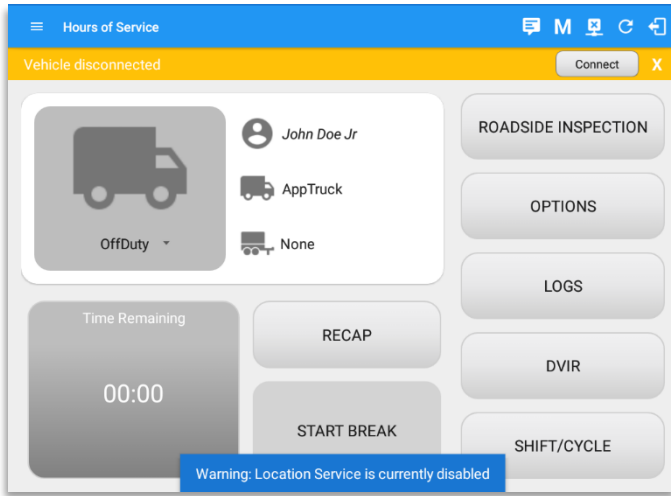 Hours of Service
M
Vehicle disconnected
Connect
X
John Doe Jr
AppTruck
None
OffDuty
Time Remaining
00:00
RECAP
START BREAK
ROADSIDE INSPECTION
OPTIONS
LOGS
DVIR
SHIFT/CYCLE
Warning: Location Service is currently disabled